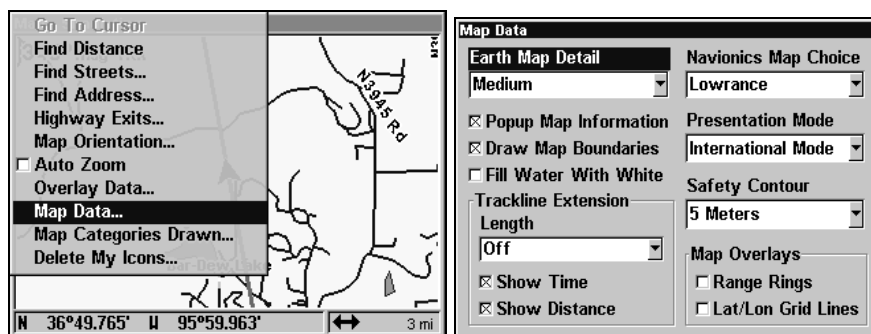 Go To Cursor
Find Distance
Find Streets...
Find Address...
Highway Exits...
Map Orientation...
Auto Zoom
Overlay Data...
Map Data...
Map Categories Drawn...
Delete My Icons...
N3945 Rd
Bar-Dew Lake
N 36°49.765' W 95°59.963'
3 mi
Map Data
Earth Map Detail
Medium
Popup Map Information
Draw Map Boundaries
Fill Water With White
Trackline Extension
Length
Off
Show Time
Show Distance
Navionics Map Choice
Lowrance
Presentation Mode
International Mode
Safety Contour
5 Meters
Map Overlays
Range Rings
Lat/Lon Grid Lines